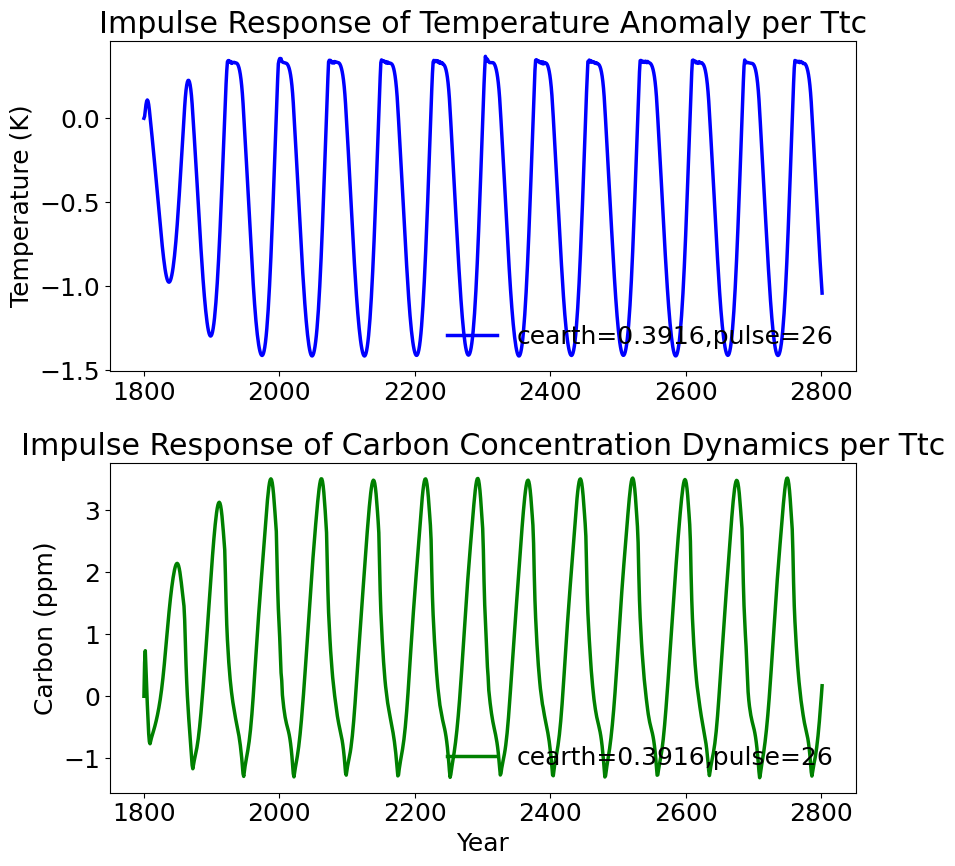 Impulse Response of Temperature Anomaly per Ttc
Temperature (K)
0.0
−0.5
−1.0
−1.5
cearth=0.3916,pulse=26
1800 2000 2200 2400 2600 2800
Impulse Response of Carbon Concentration Dynamics per Ttc
Carbon (ppm)
3
2
1
0
−1
cearth=0.3916,pulse=26
1800 2000 2200 2400 2600 2800
Year